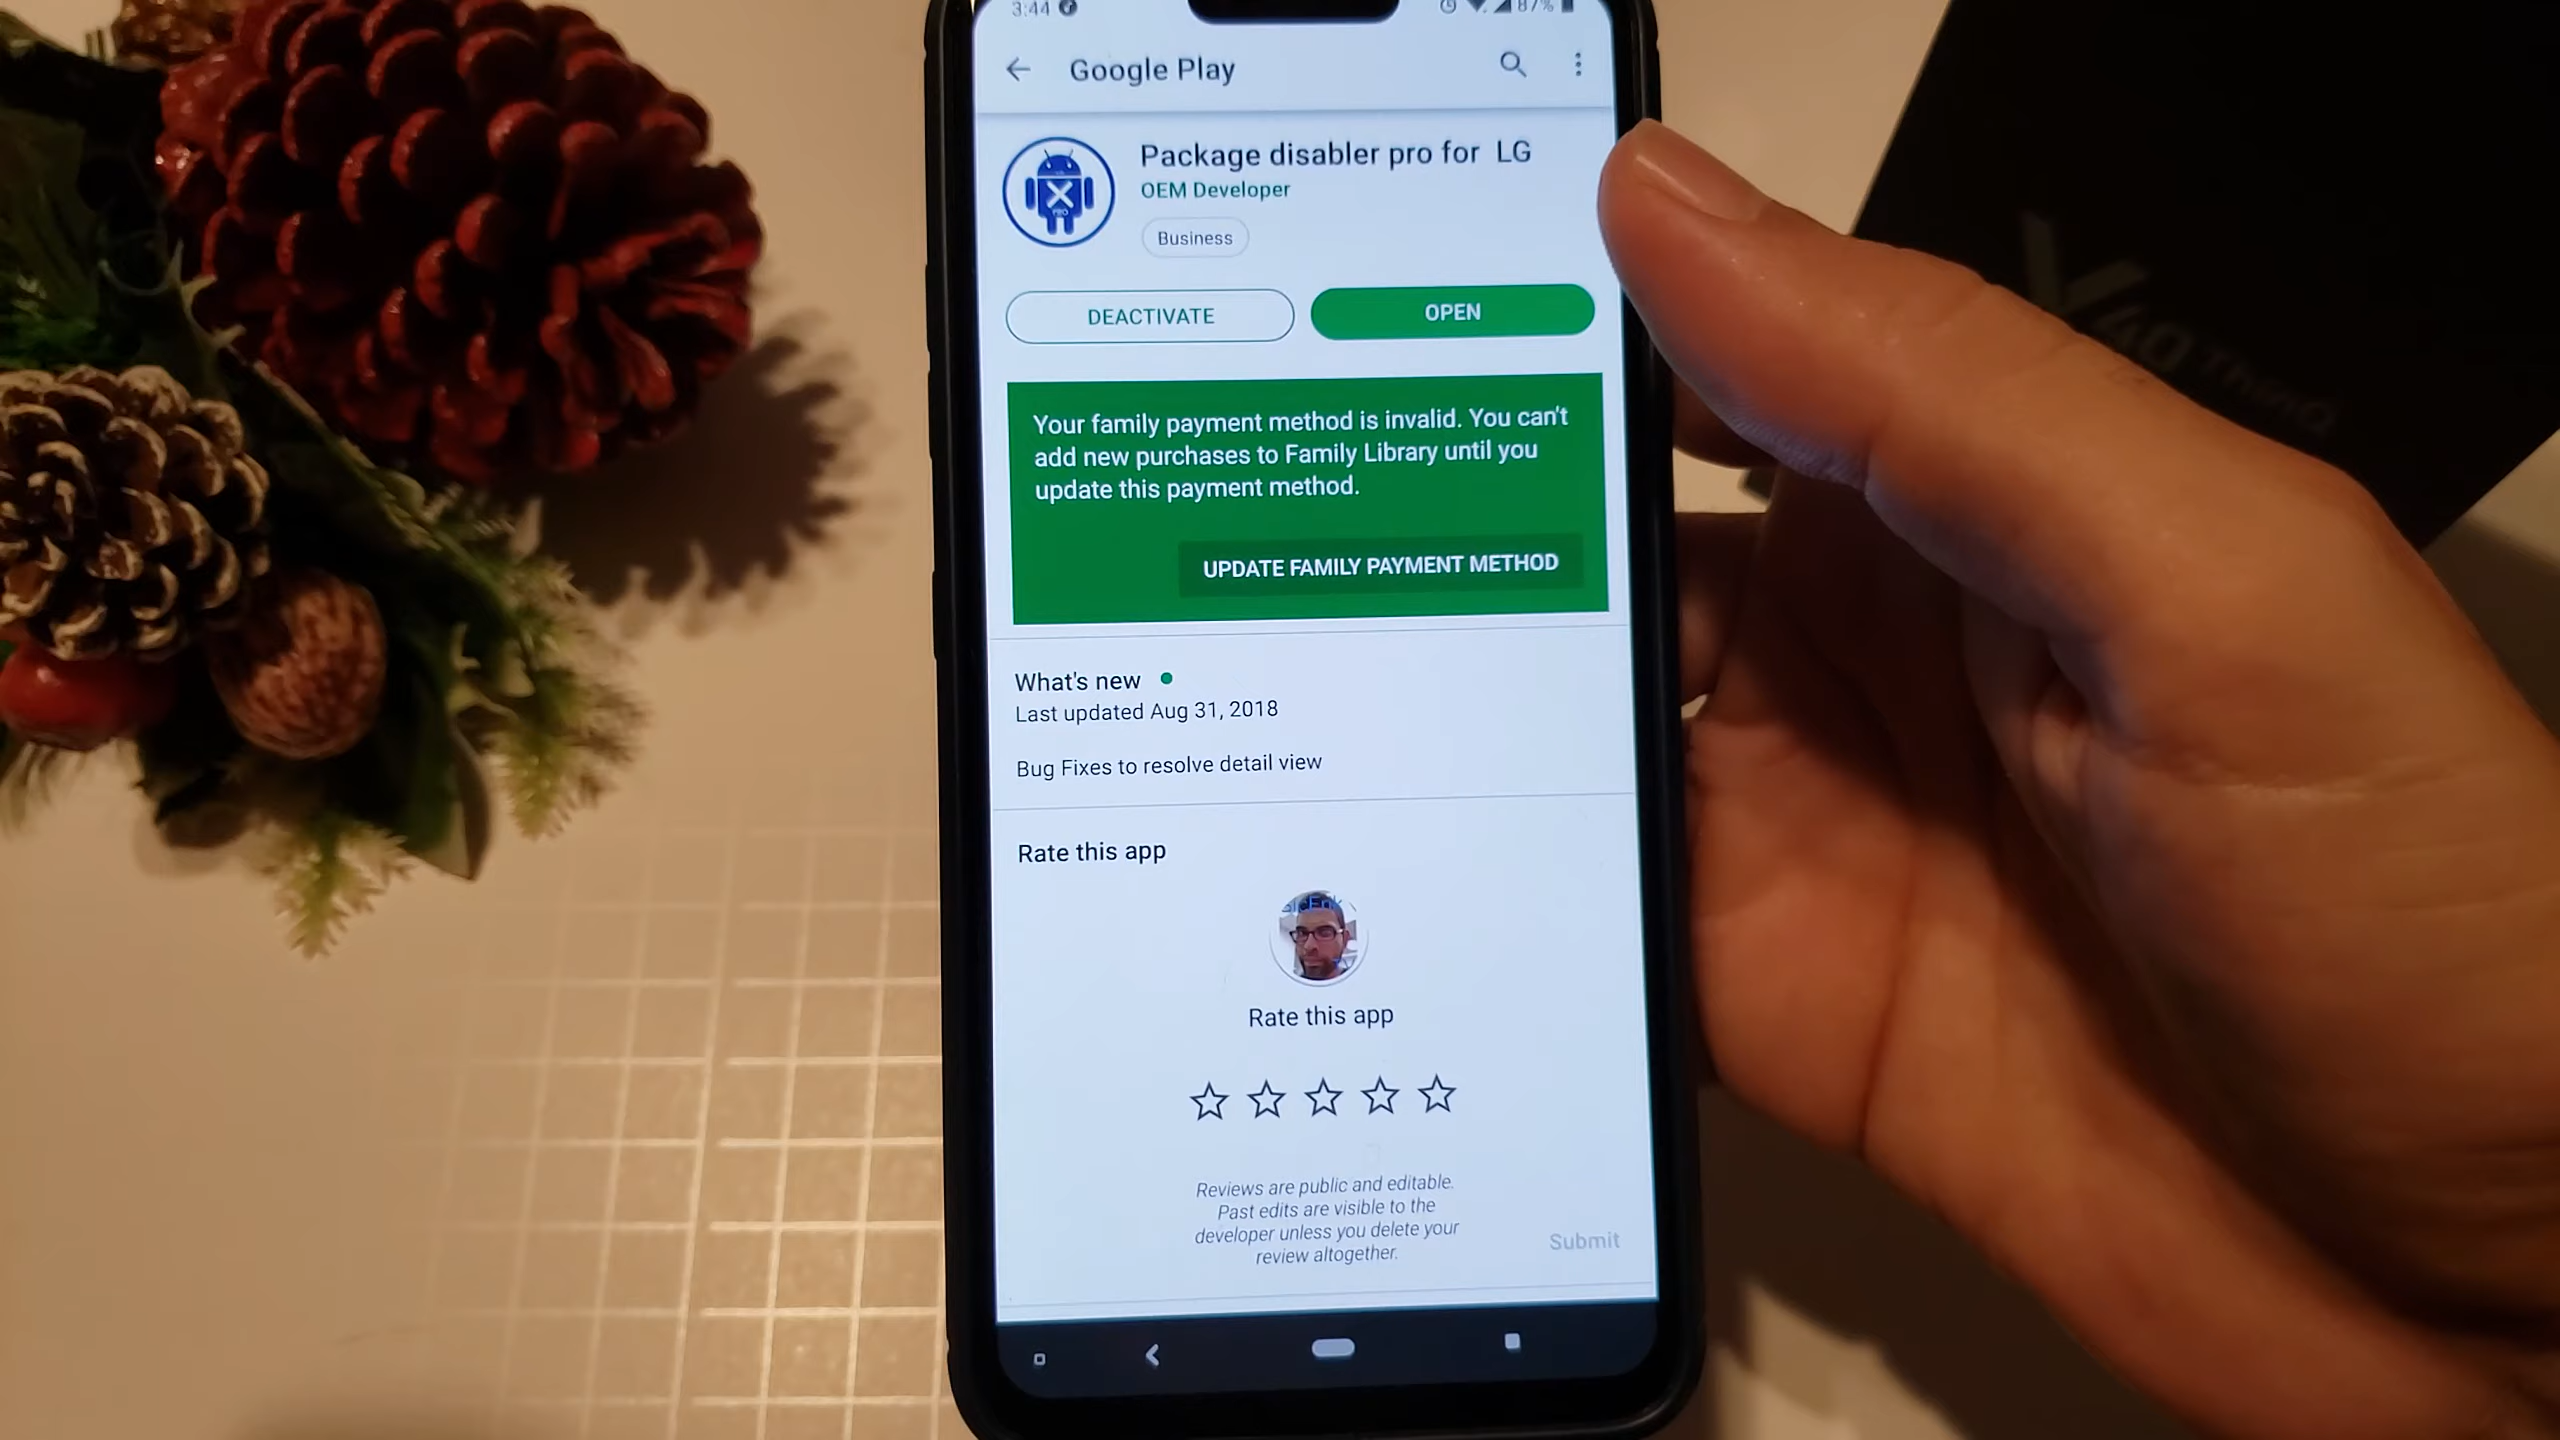 3:44
87%
Google Play
Package disabler pro for LG
OEM Developer
PRO
Business
DEACTIVATE
OPEN
Your family payment method is invalid. You can't
add new purchases to Family Library until you
update this payment method.
UPDATE FAMILY PAYMENT METHOD
What's new
Last updated Aug 31, 2018
Bug Fixes to resolve detail view
Rate this app
Rate this app
Reviews are public and editable.
Past edits are visible to the
developer unless you delete your
review altogether.
Submit
V40 ThinQ